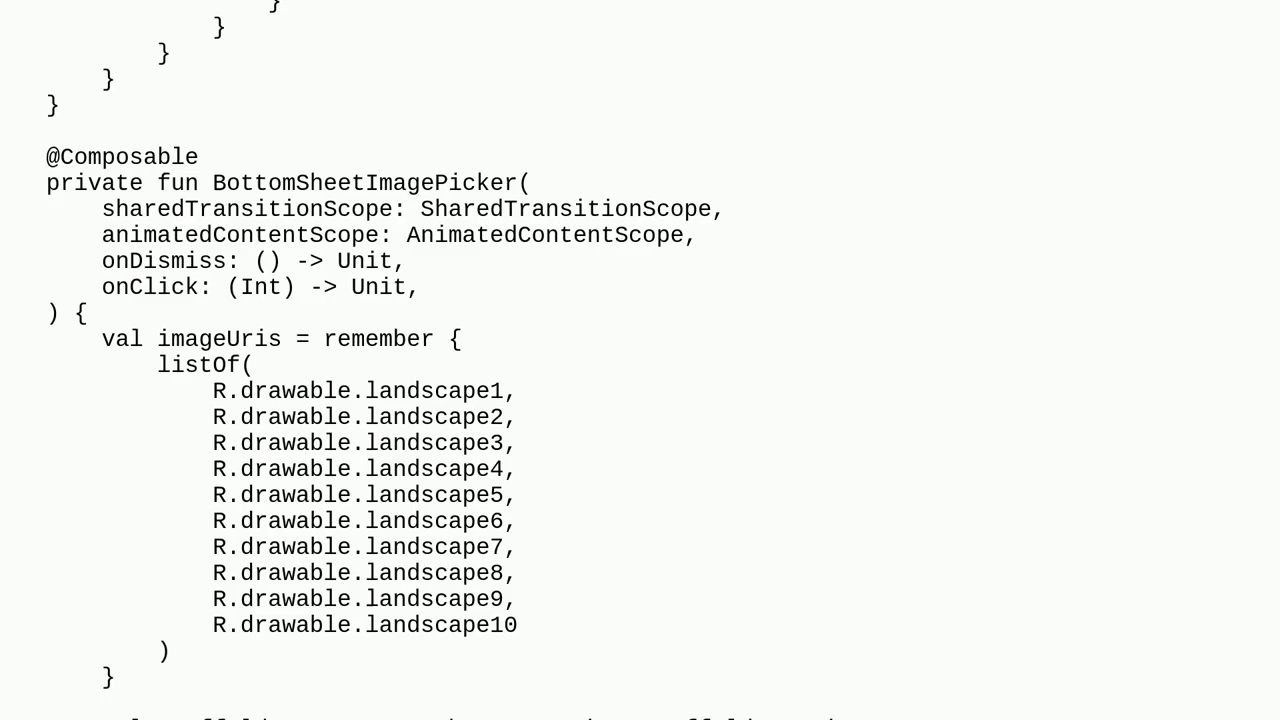 }
}
}
}
}
@Composable
private fun BottomSheetImagePicker(
sharedTransitionScope: SharedTransitionScope,
animatedContentScope: AnimatedContentScope,
onDismiss: () -> Unit,
onClick: (Int) -> Unit,
) {
val imageUris = remember {
listOf(
R.drawable.landscape1,
R.drawable.landscape2,
R.drawable.landscape3,
R.drawable.landscape4,
R.drawable.landscape5,
R.drawable.landscape6,
R.drawable.landscape7,
R.drawable.landscape8,
R.drawable.landscape9,
R.drawable.landscape10
)
}